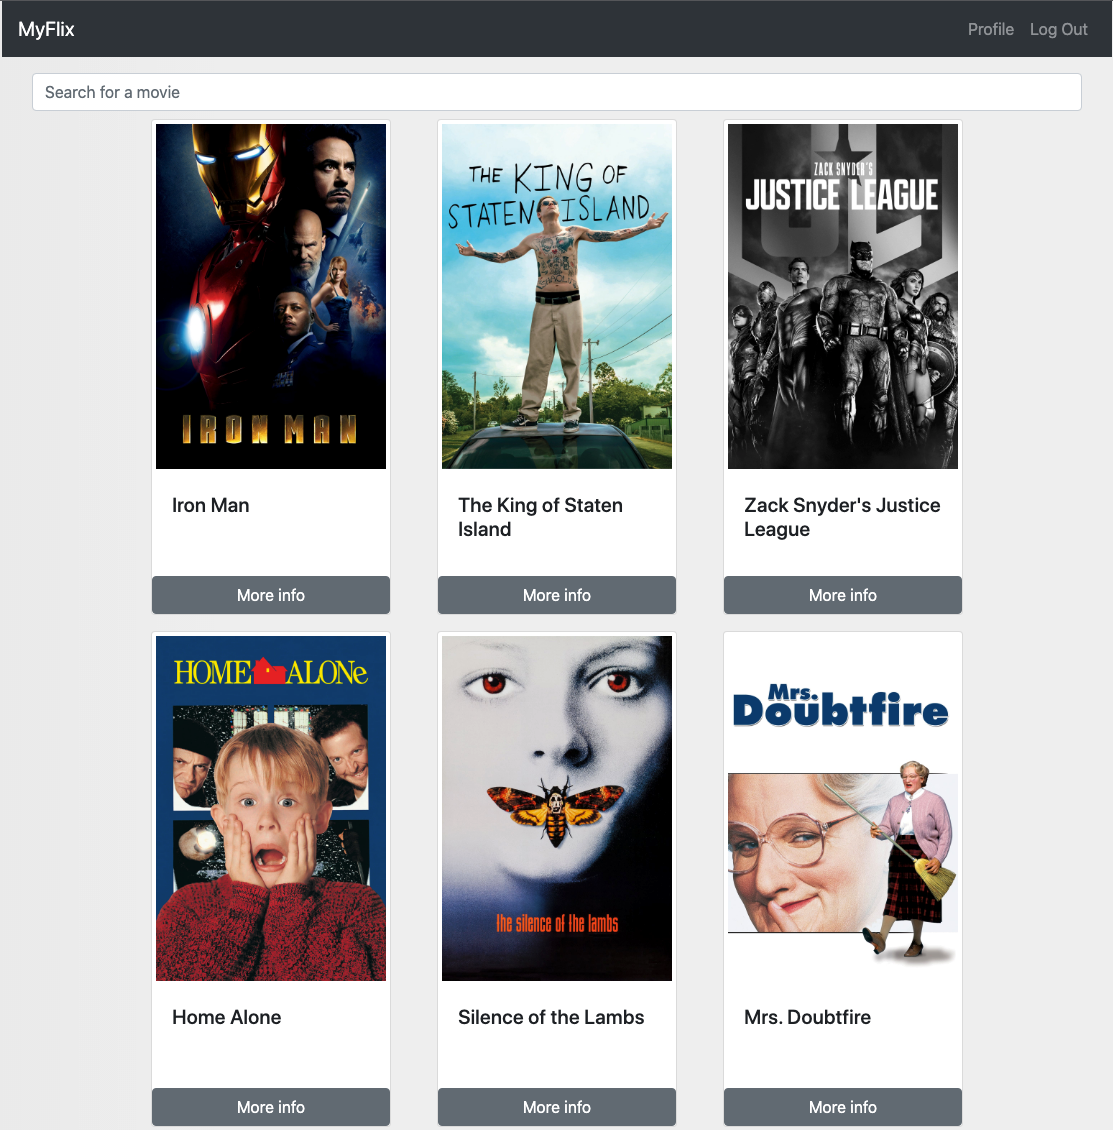 MyFlix
Profile
Log Out
Search for a movie
IRON MAN
THE KING OF
STATEN ISLAND
ZACK SNYDER'S
JUSTICE LEAGUE
Iron Man
The King of Staten
Island
Zack Snyder's Justice
League
More info
More info
More info
HOME ALONe
the silence of the lambs
Mrs.
Doubtfire
Home Alone
Silence of the Lambs
Mrs. Doubtfire
More info
More info
More info